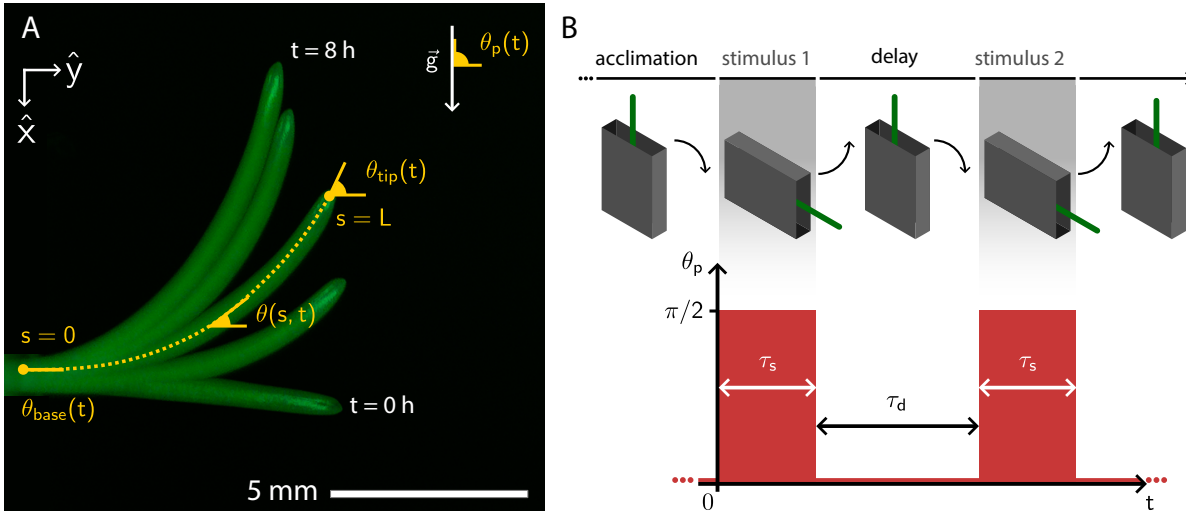 A
t = 8 h
θp(t)
g⃗
ŷ
x̂
θtip(t)
s = L
θ(s, t)
s = 0
θbase(t)
t = 0 h
5 mm
B
acclimation
stimulus 1
delay
stimulus 2
θp
π/2
τs
τd
τs
0
t